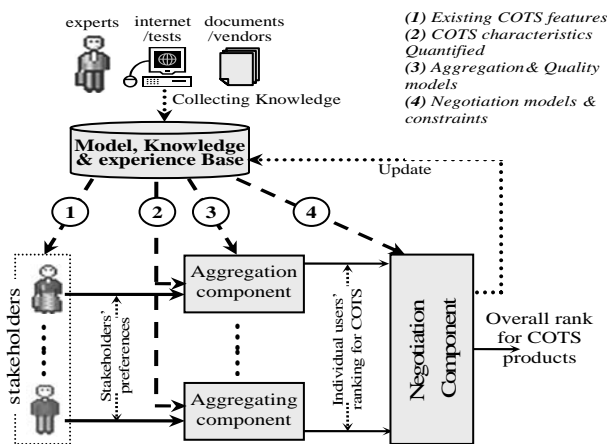 experts
internet
/tests
documents
/vendors
(1) Existing COTS features
(2) COTS characteristics
Quantified
(3) Aggregation & Quality
models
(4) Negotiation models &
constraints
Collecting Knowledge
Model, Knowledge
& experience Base
Update
1
2
3
4
stakeholders
Stakeholders'
preferences
Aggregation
component
Aggregating
component
Individual users'
ranking for COTS
Negotiation
Component
Overall rank
for COTS
products